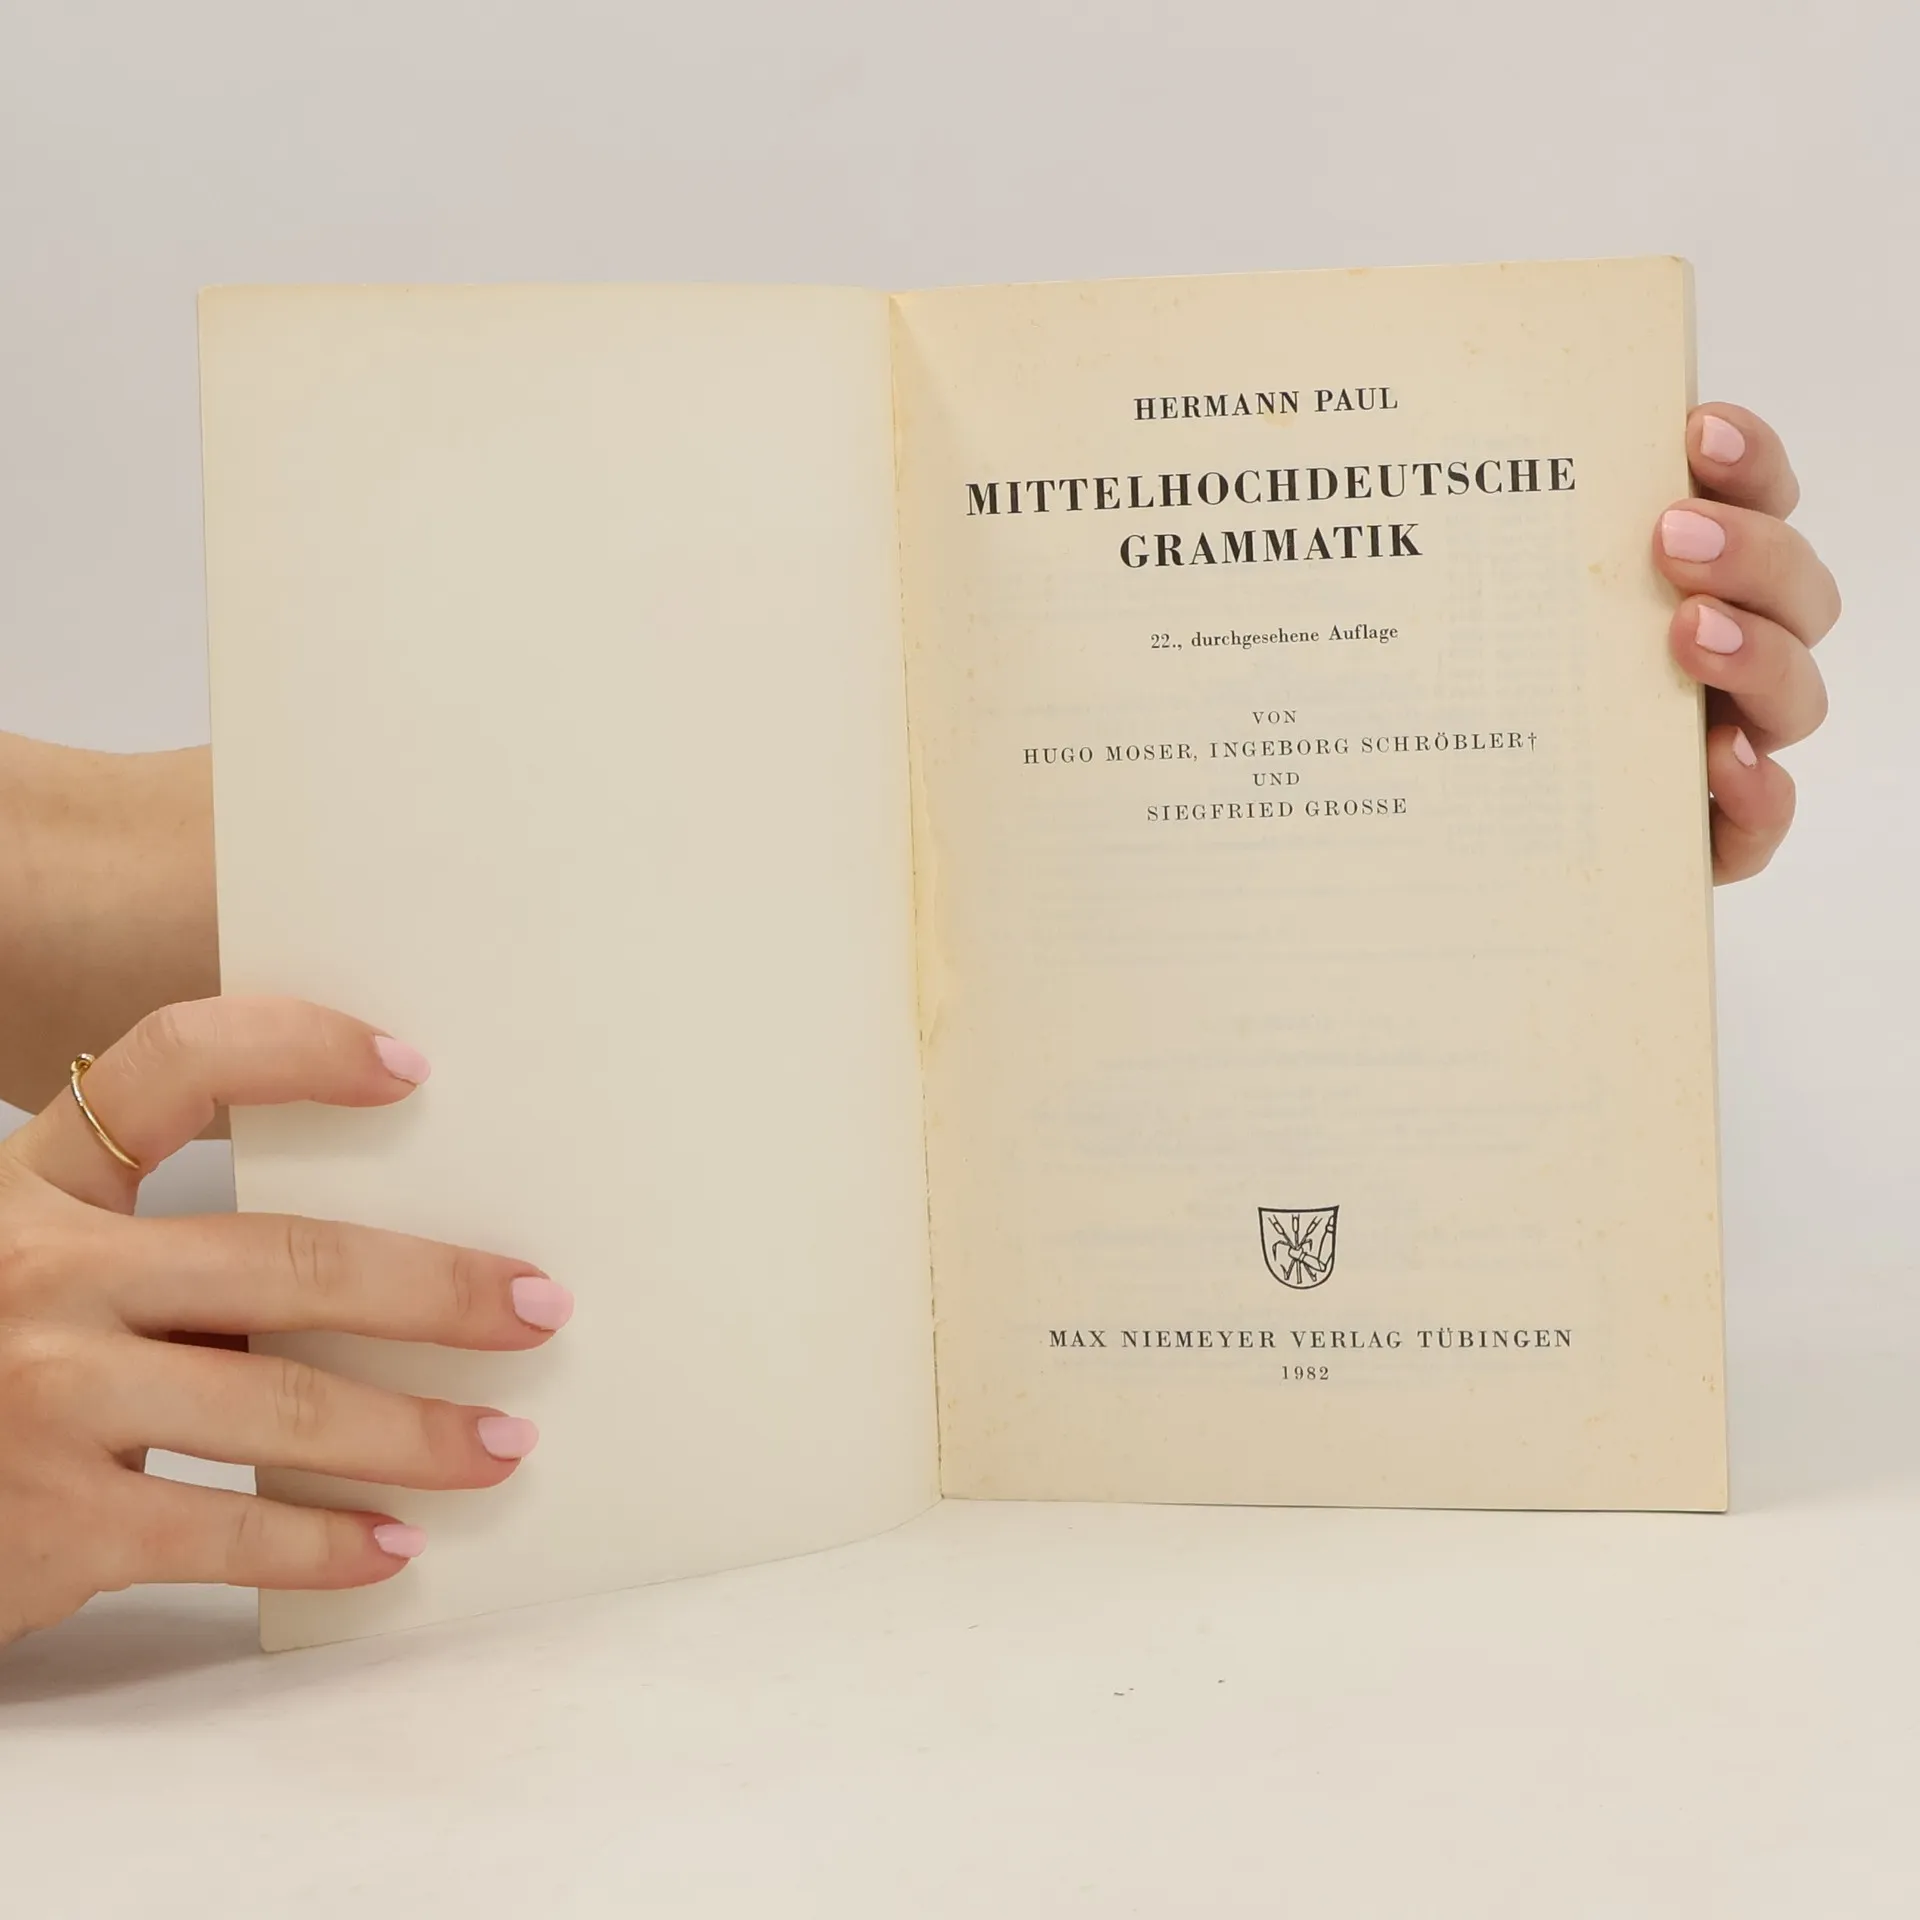 HERMANN PAUL
MITTELHOCHDEUTSCHE
GRAMMATIK
22., durchgesehene Auflage
VON
HUGO MOSER, INGEBORG SCHRÖBLER†
UND
SIEGFRIED GROSSE
MAX NIEMEYER VERLAG TÜBINGEN
1982